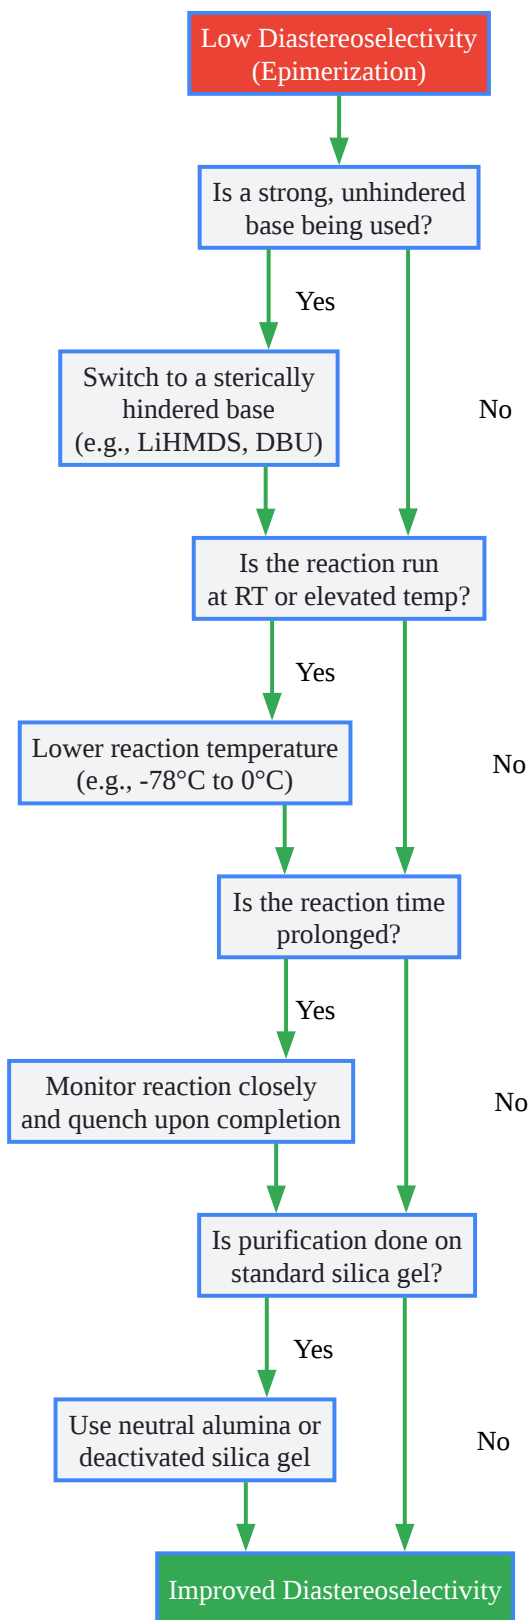 Low Diastereoselectivity
(Epimerization)
Is a strong, unhindered
base being used?
Yes
Switch to a sterically
hindered base
(e.g., LiHMDS, DBU)
No
Is the reaction run
at RT or elevated temp?
Yes
Lower reaction temperature
(e.g., -78°C to 0°C)
No
Is the reaction time
prolonged?
Yes
Monitor reaction closely
and quench upon completion
No
Is purification done on
standard silica gel?
Yes
Use neutral alumina or
deactivated silica gel
No
Improved Diastereoselectivity